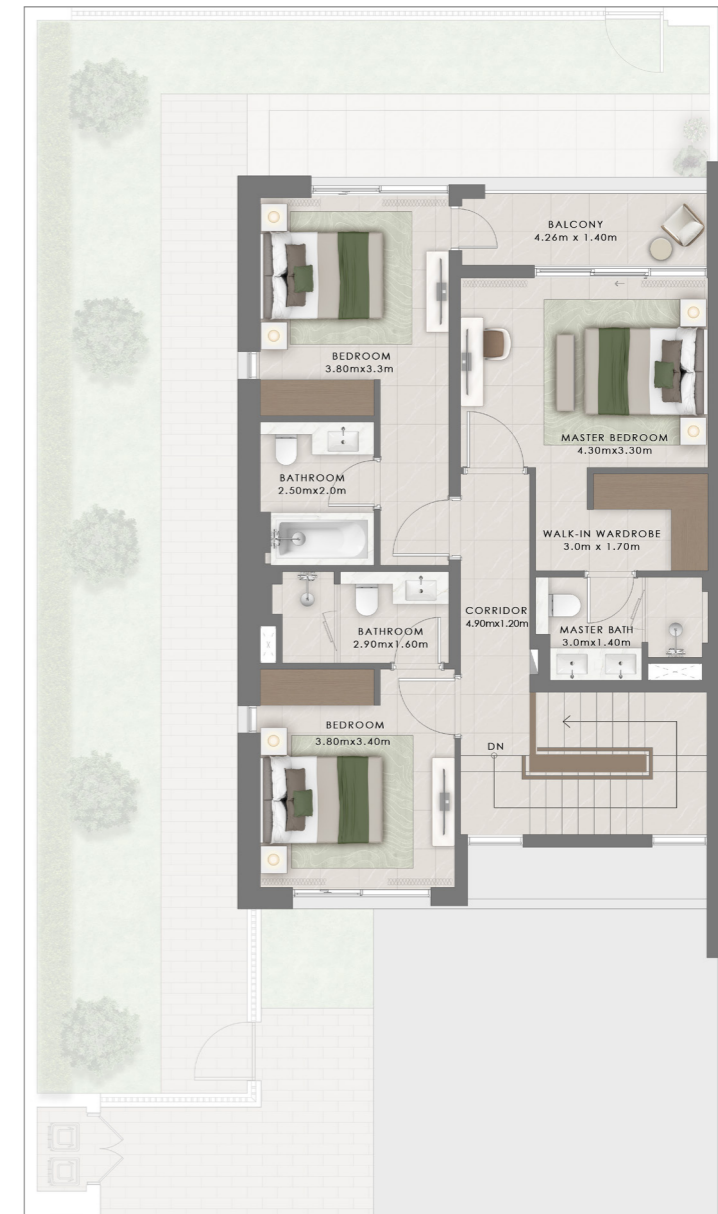 BALCONY
4.26m x 1.40m
BEDROOM
3.80mx3.3m
MASTER BEDROOM
4.30mx3.30m
BATHROOM
2.50mx2.0m
WALK-IN WARDROBE
3.0m x 1.70m
CORRIDOR
4.90mx1.20m
BATHROOM
2.90mx1.60m
MASTER BATH
3.0mx1.40m
BEDROOM
3.80mx3.40m
DN